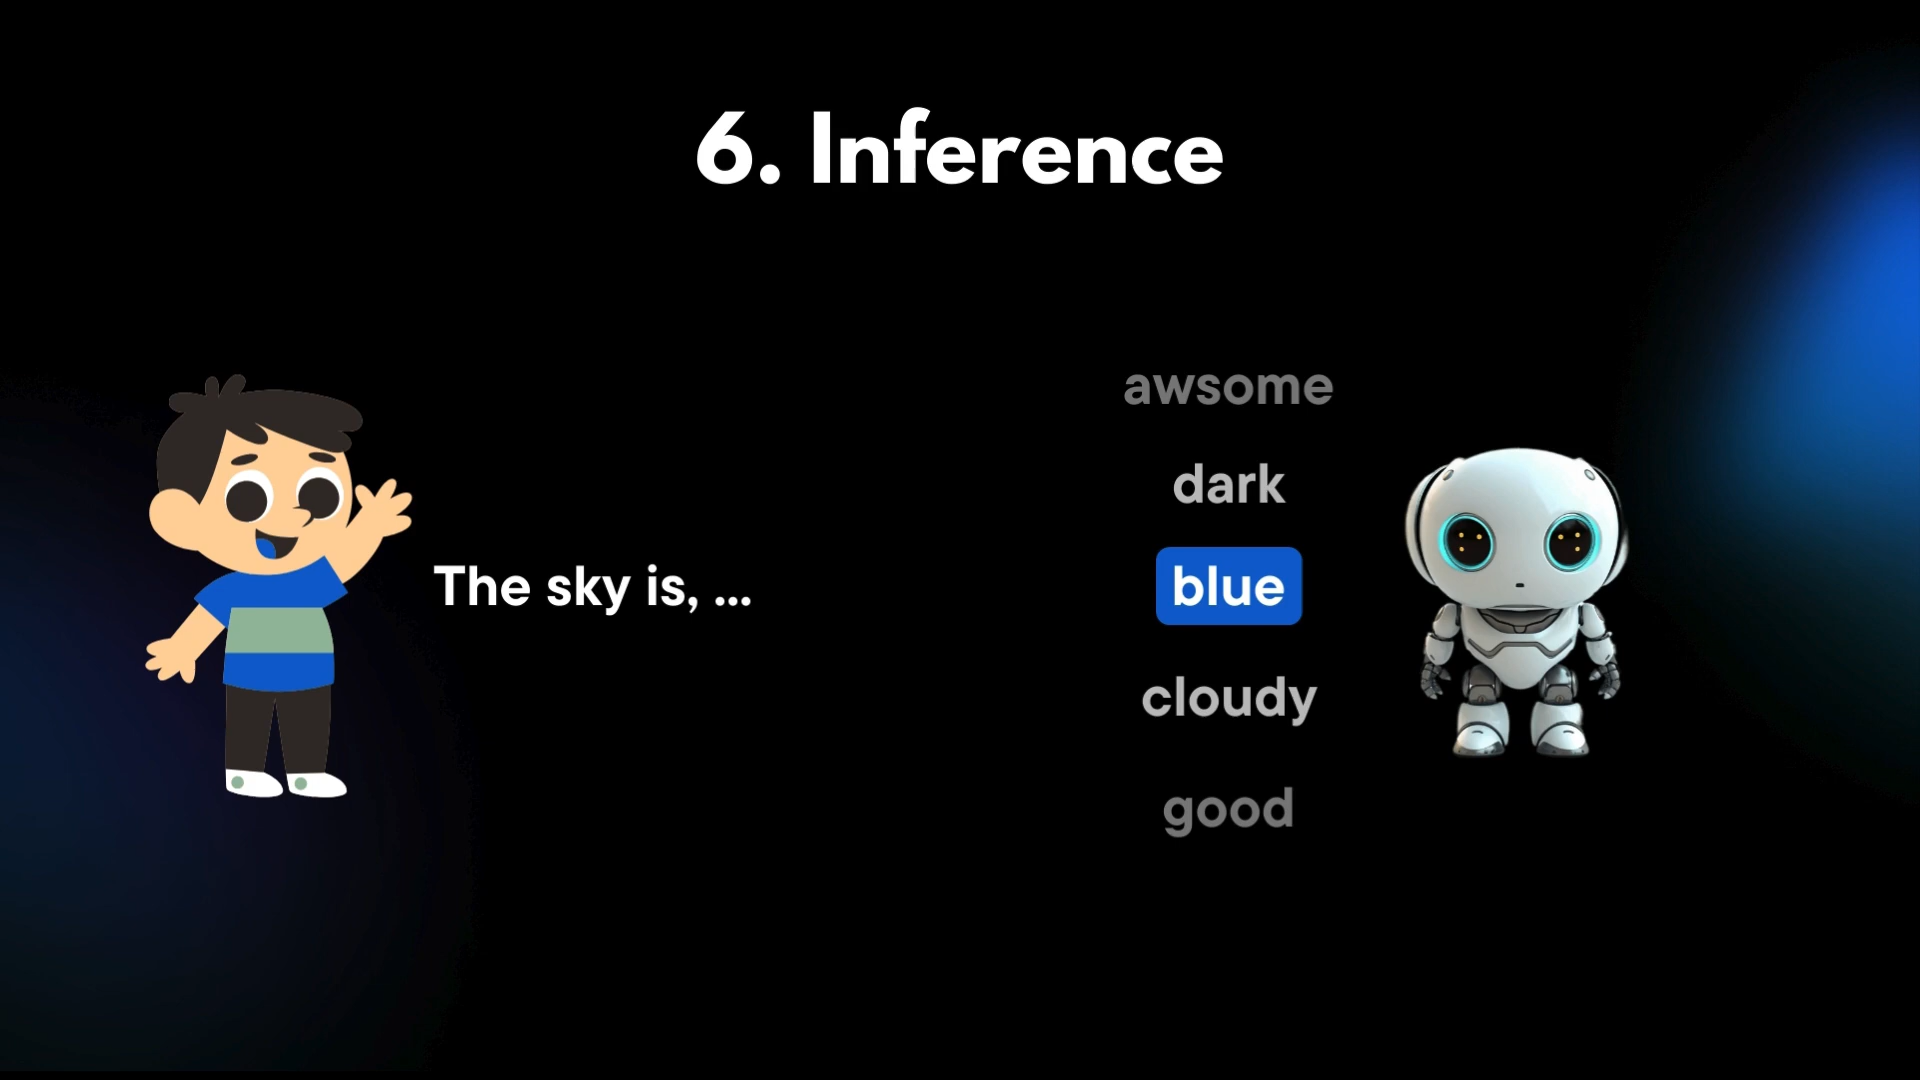 6. Inference
The sky is, ...
awsome
dark
blue
cloudy
good